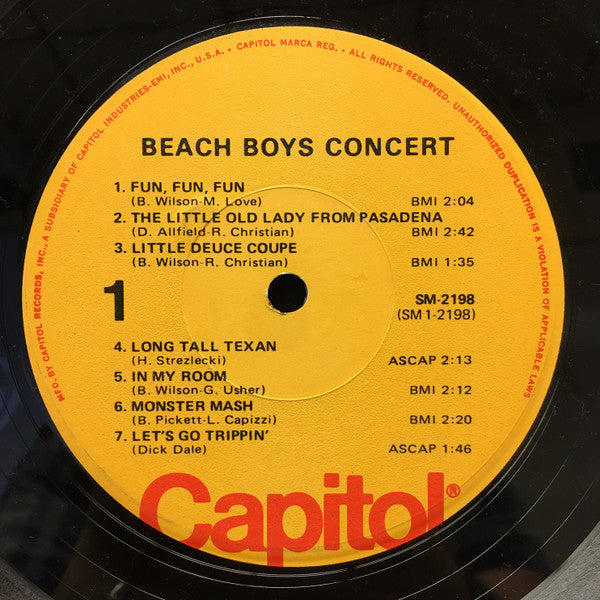 MFD. BY CAPITOL RECORDS, INC., A SUBSIDIARY OF CAPITOL INDUSTRIES-EMI, INC., U.S.A. • CAPITOL MARCA REG. • ALL RIGHTS RESERVED. UNAUTHORIZED DUPLICATION IS A VIOLATION OF APPLICABLE LAWS
BEACH BOYS CONCERT
1. FUN, FUN, FUN
(B. Wilson-M. Love) BMI 2:04
2. THE LITTLE OLD LADY FROM PASADENA
(D. Allfield-R. Christian) BMI 2:42
3. LITTLE DEUCE COUPE
(B. Wilson-R. Christian) BMI 1:35
1 SM-2198
(SM1-2198)
4. LONG TALL TEXAN
(H. Strezlecki) ASCAP 2:13
5. IN MY ROOM
(B. Wilson-G. Usher) BMI 2:12
6. MONSTER MASH
(B. Pickett-L. Capizzi) BMI 2:20
7. LET'S GO TRIPPIN'
(Dick Dale) ASCAP 1:46
Capitol®